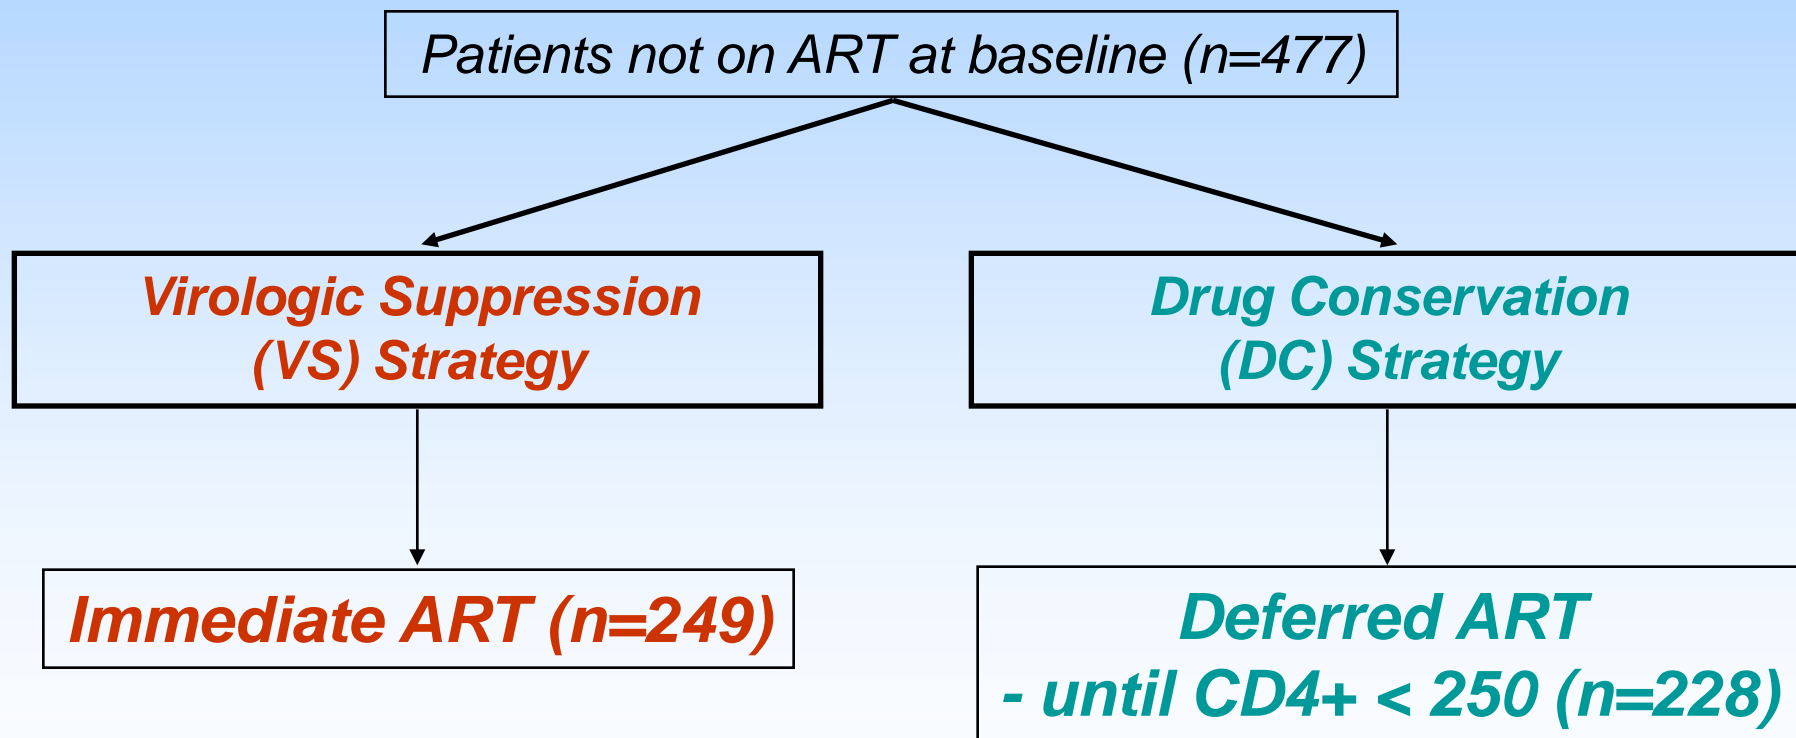 Patients not on ART at baseline (n=477)
Virologic Suppression
(VS) Strategy
Drug Conservation
(DC) Strategy
Immediate ART (n=249)
Deferred ART
- until CD4+ < 250 (n=228)